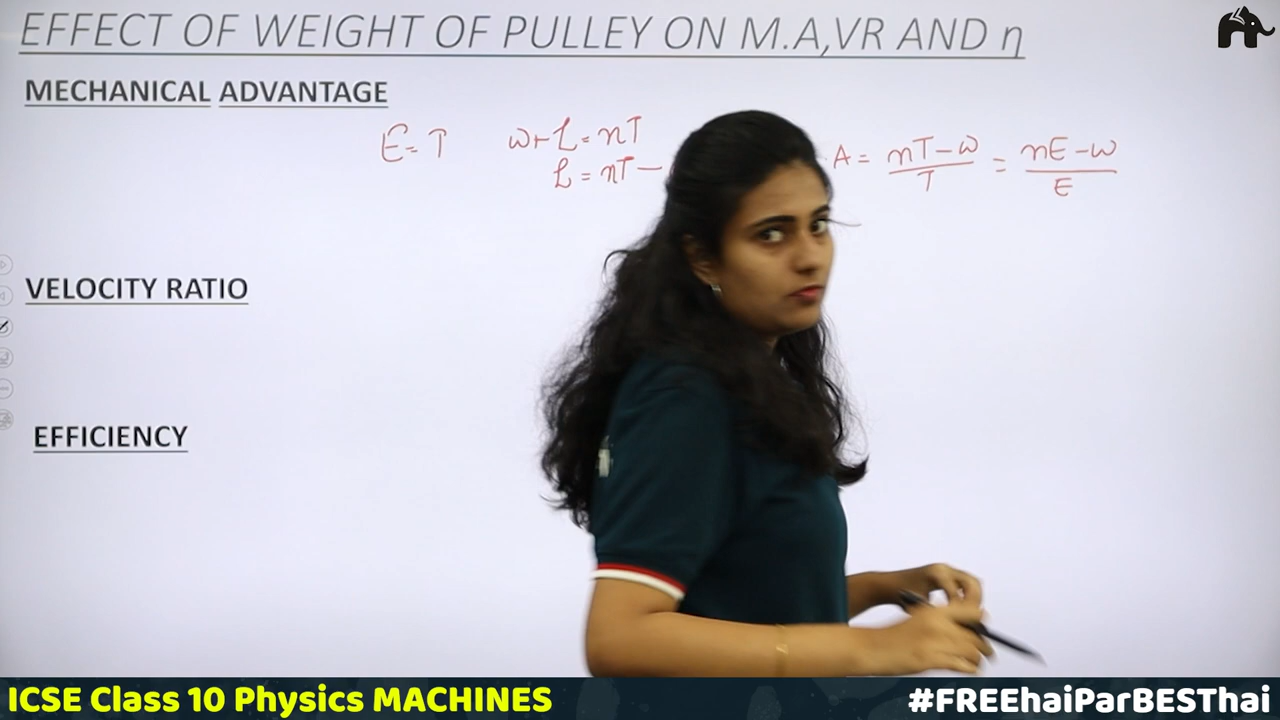 EFFECT OF WEIGHT OF PULLEY ON M.A,VR AND η
MECHANICAL ADVANTAGE
E=T
w+L=nT
L=nT-
A = nT-w/T = nE-w/E
VELOCITY RATIO
EFFICIENCY
ICSE Class 10 Physics MACHINES
#FREEhaiParBESThai